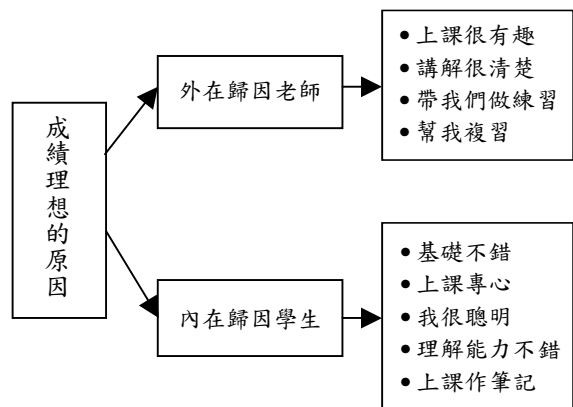 成績理想的原因
外在歸因老師
●上課很有趣
●講解很清楚
●帶我們做練習
●幫我複習
內在歸因學生
●基礎不錯
●上課專心
●我很聰明
●理解能力不錯
●上課作筆記